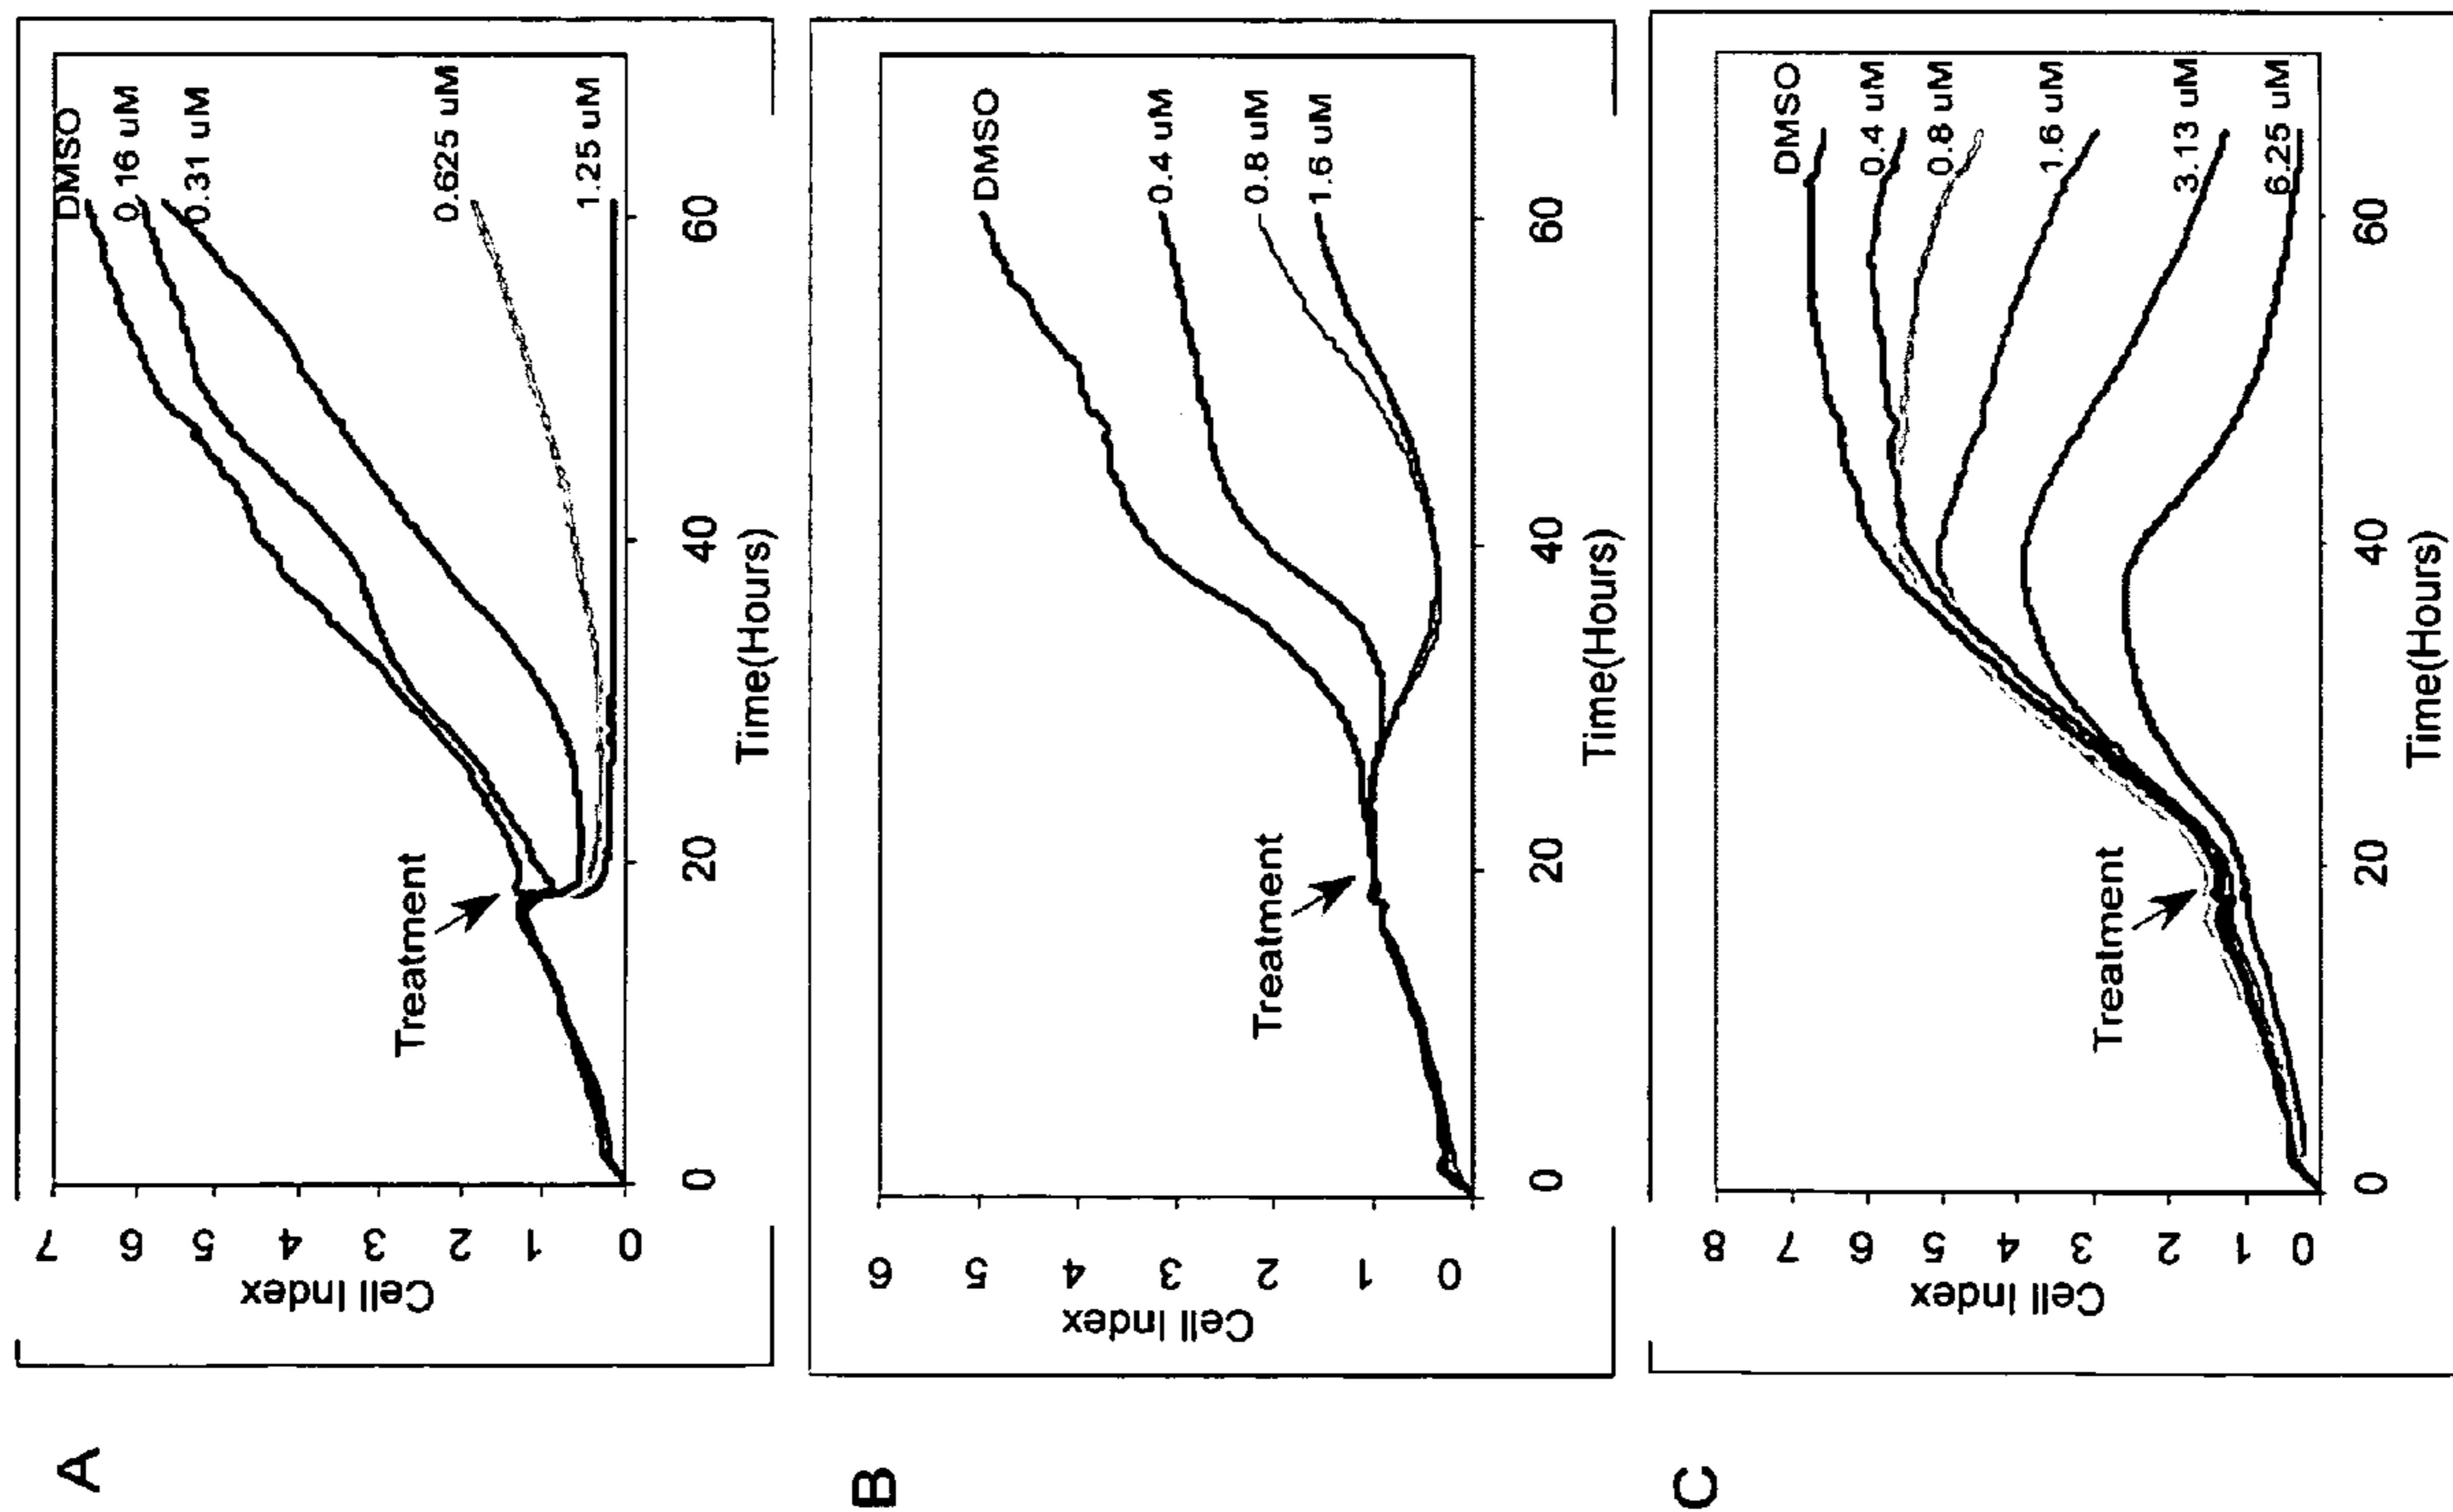 A
Cell Index
7
6
5
4
3
2
1
0
Treatment
DMSO
0.16 uM
0.31 uM
0.625 uM
1.25 uM
0
20
40
60
Time(Hours)
B
Cell Index
6
5
4
3
2
1
0
Treatment
DMSO
0.4 uM
0.8 uM
1.6 uM
0
20
40
60
Time(Hours)
C
Cell Index
8
7
6
5
4
3
2
1
0
Treatment
DMSO
0.4 uM
0.8 uM
1.6 uM
3.13 uM
6.25 uM
0
20
40
60
Time(Hours)